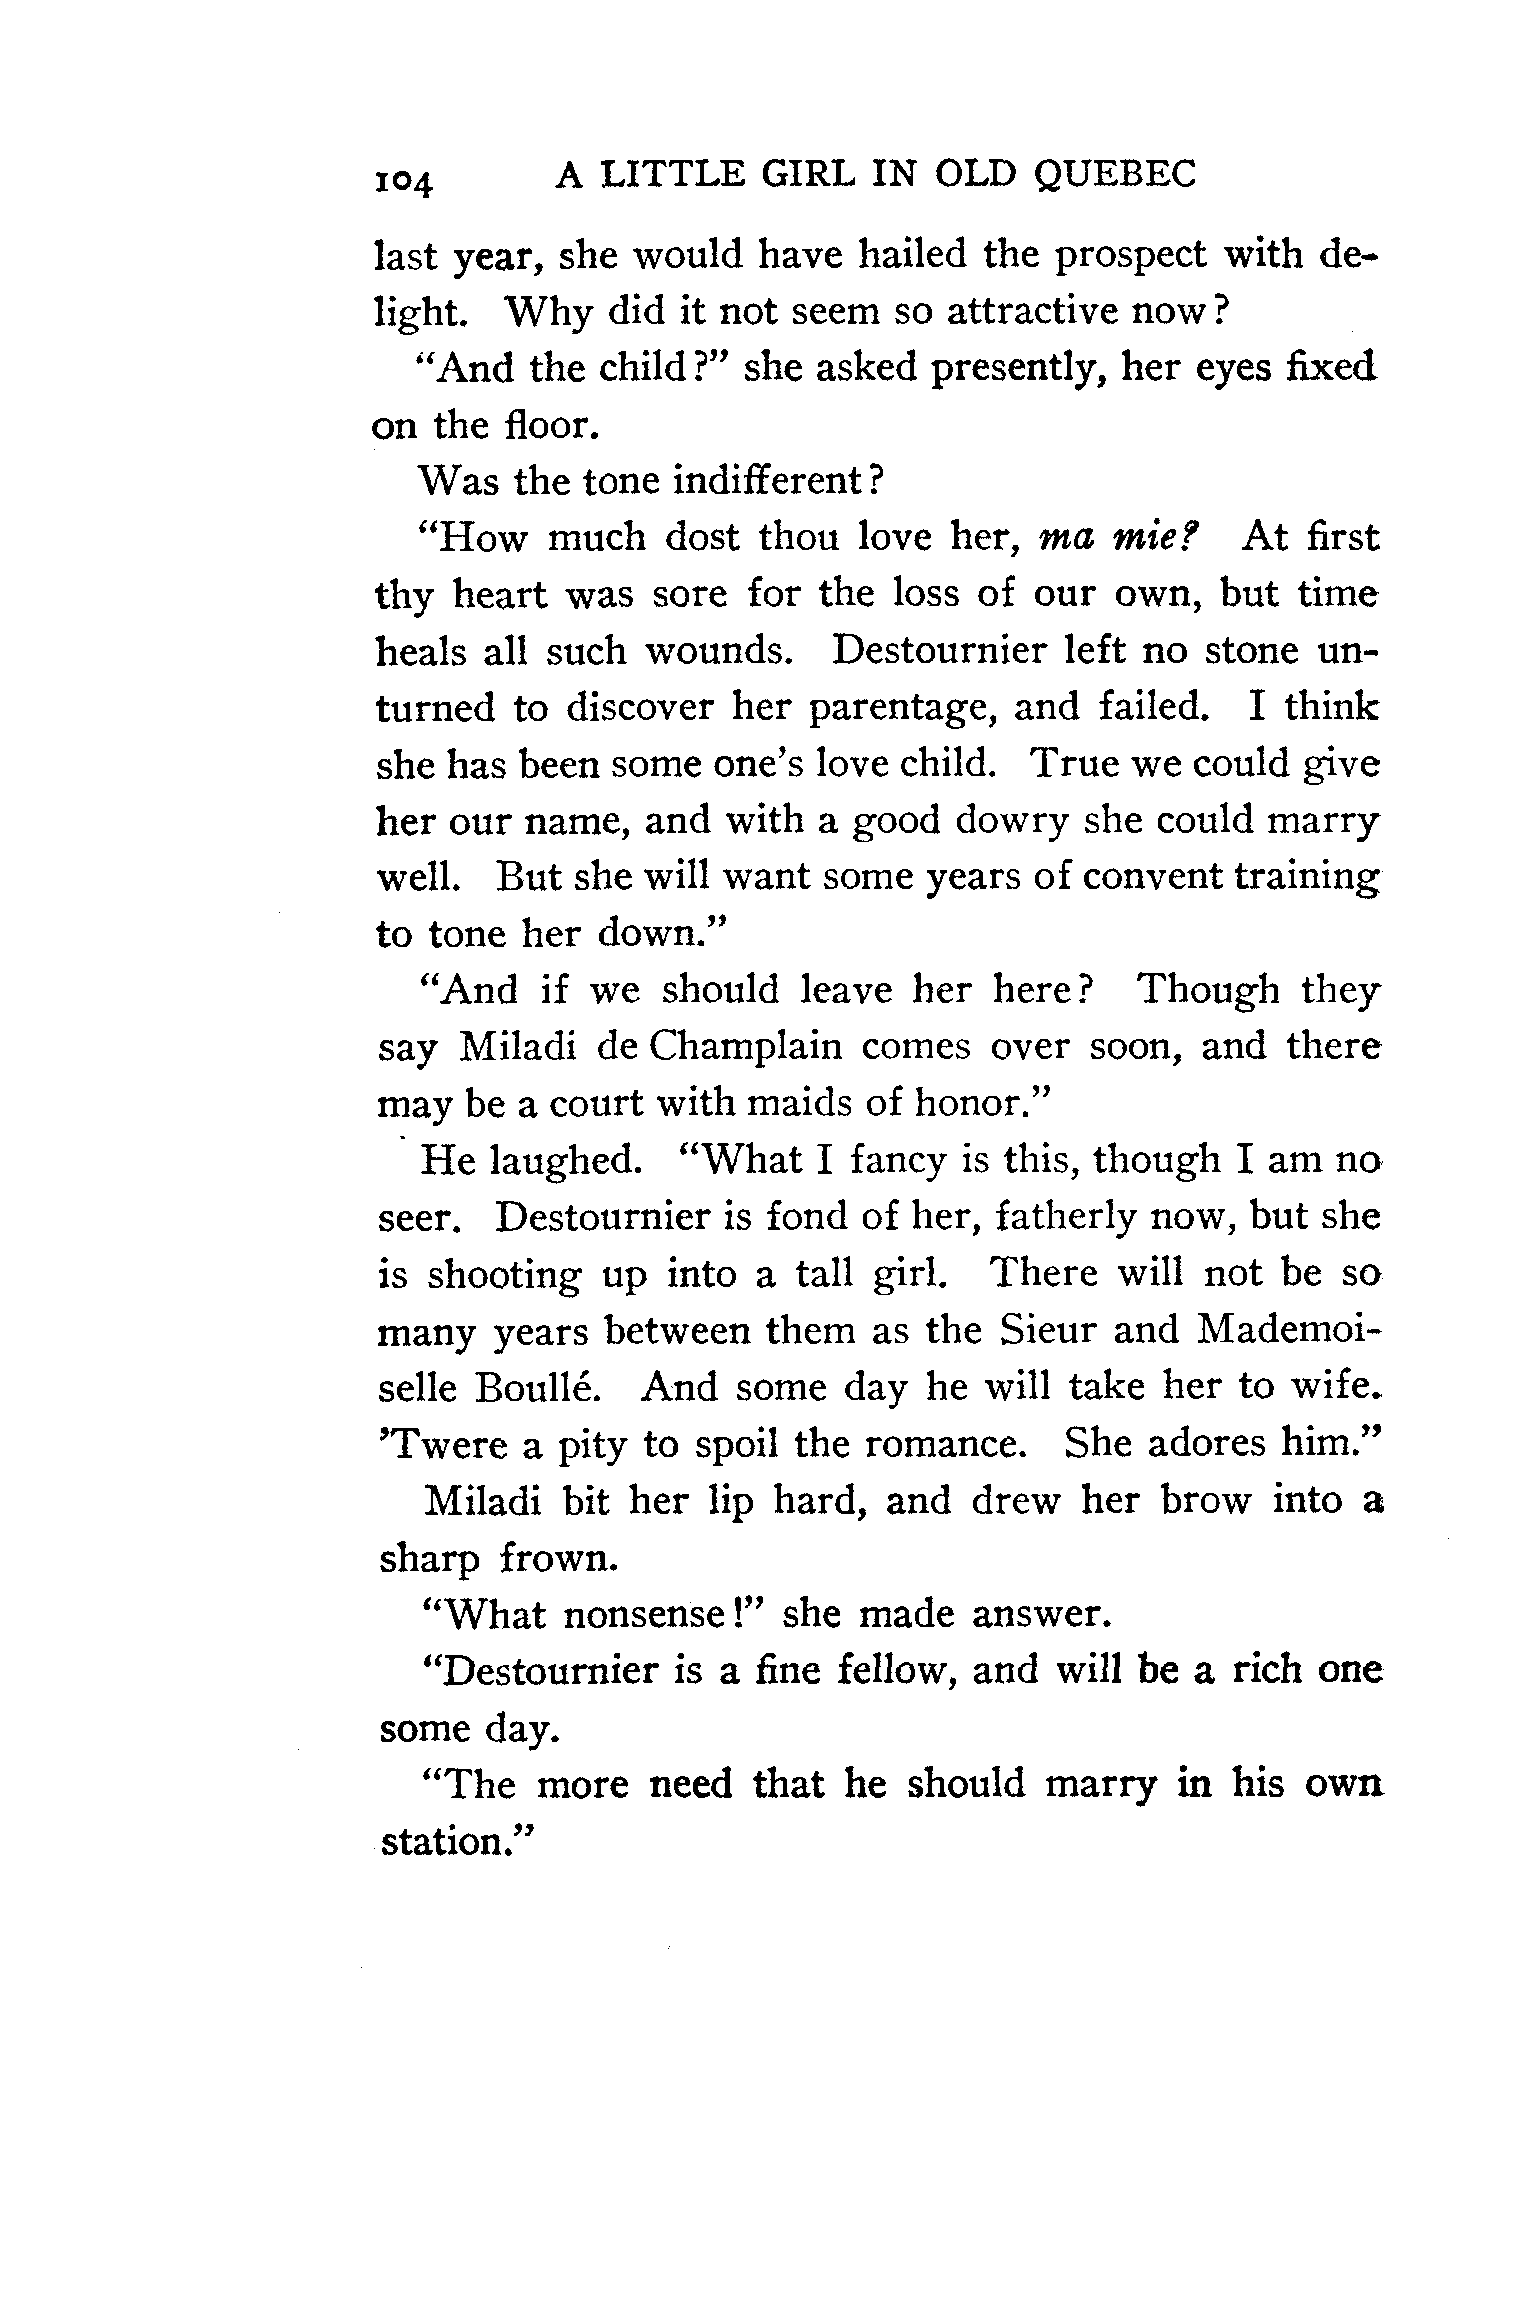 104 A LITTLE GIRL IN OLD QUEBEC
last year, she would have hailed the prospect with de-
light. Why did it not seem so attractive now?
"And the child?" she asked presently, her eyes fixed
on the floor.
Was the tone indifferent?
"How much dost thou love her, ma mie? At first
thy heart was sore for the loss of our own, but time
heals all such wounds. Destournier left no stone un-
turned to discover her parentage, and failed. I think
she has been some one's love child. True we could give
her our name, and with a good dowry she could marry
well. But she will want some years of convent training
to tone her down."
"And if we should leave her here? Though they
say Miladi de Champlain comes over soon, and there
may be a court with maids of honor."
He laughed. "What I fancy is this, though I am no
seer. Destournier is fond of her, fatherly now, but she
is shooting up into a tall girl. There will not be so
many years between them as the Sieur and Mademoi-
selle Boullé. And some day he will take her to wife.
'Twere a pity to spoil the romance. She adores him."
Miladi bit her lip hard, and drew her brow into a
sharp frown.
"What nonsense!" she made answer.
"Destournier is a fine fellow, and will be a rich one
some day.
"The more need that he should marry in his own
station."